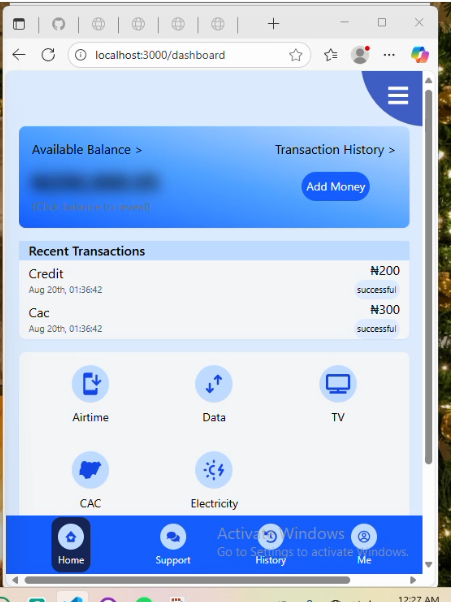 localhost:3000/dashboard
Available Balance >
Transaction History >
Add Money
Recent Transactions
Credit
₦200
Aug 20th, 01:36:42
successful
Cac
₦300
Aug 20th, 01:36:42
successful
Airtime
Data
TV
CAC
Electricity
Activate Windows
Go to Settings to activate Windows.
Home
Support
History
Me
12:27 AM